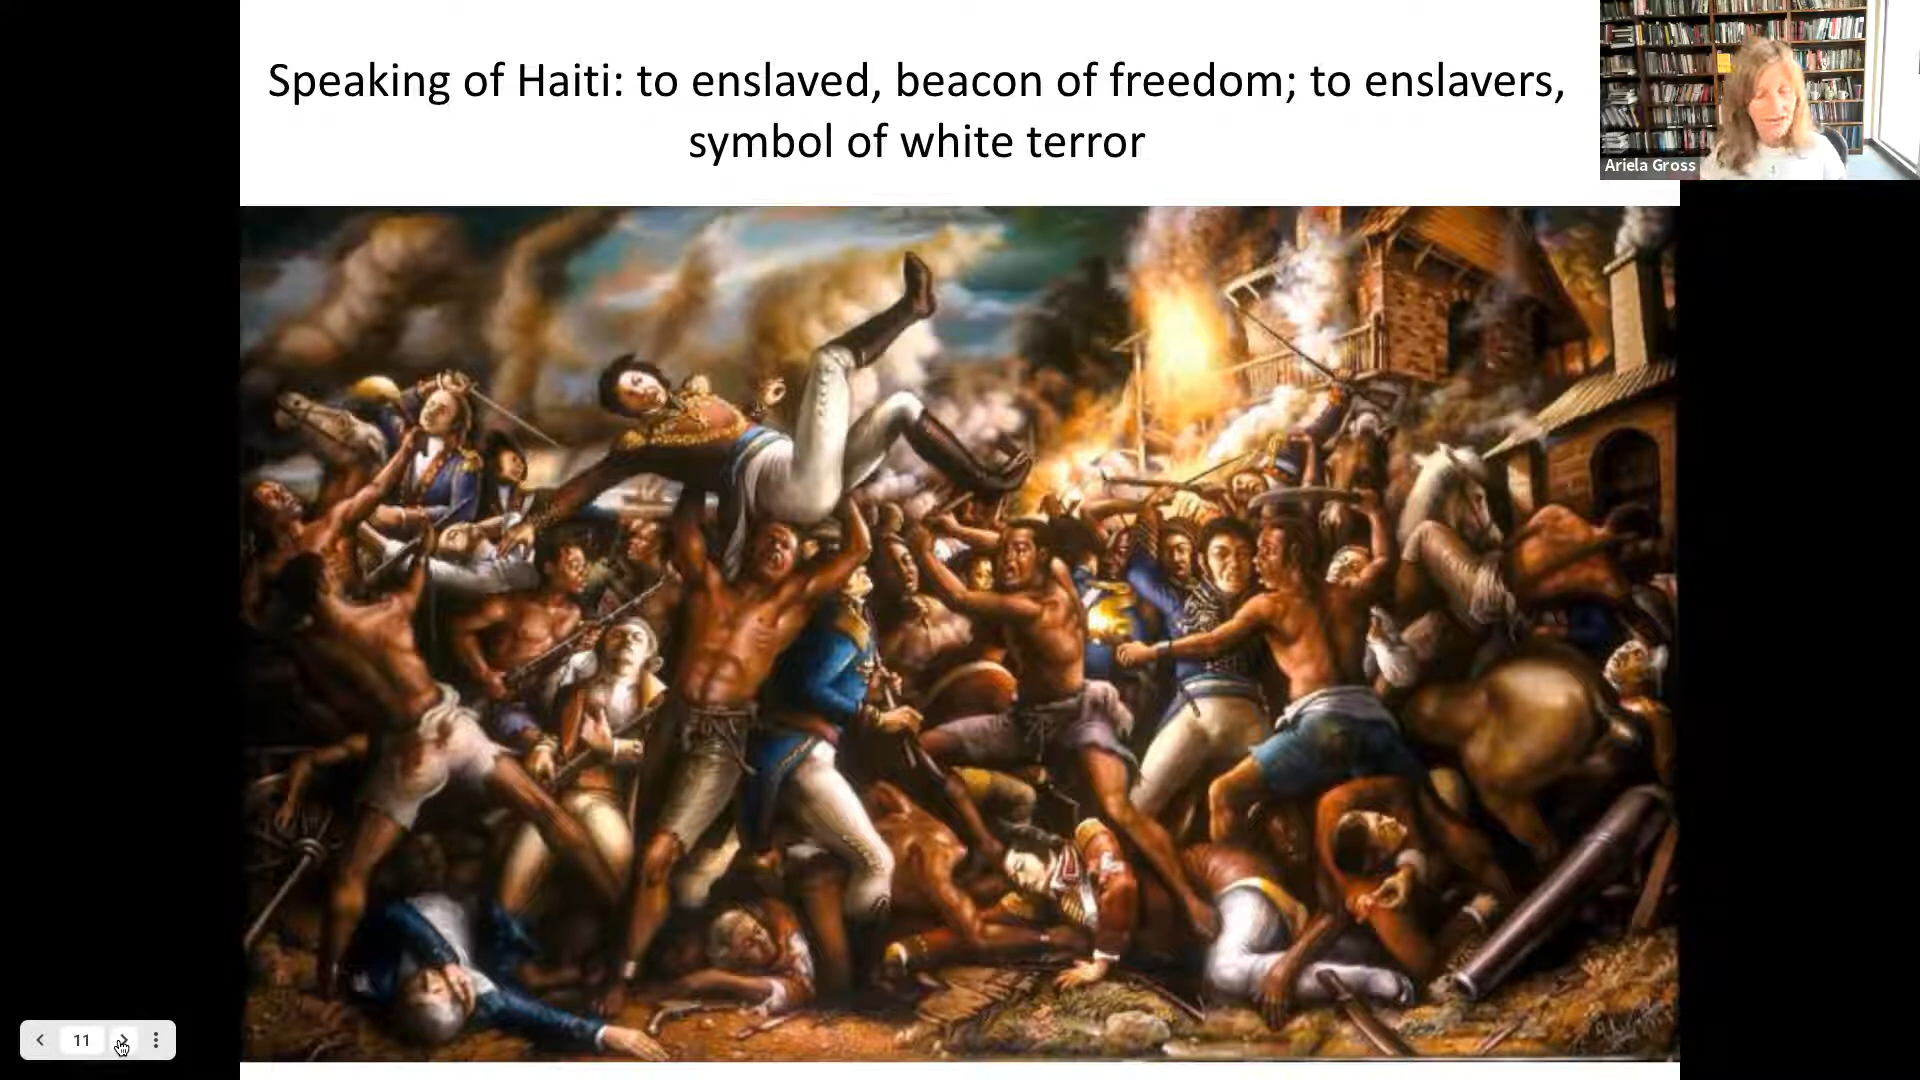 Speaking of Haiti: to enslaved, beacon of freedom; to enslavers,
symbol of white terror
Ariela Gross
11